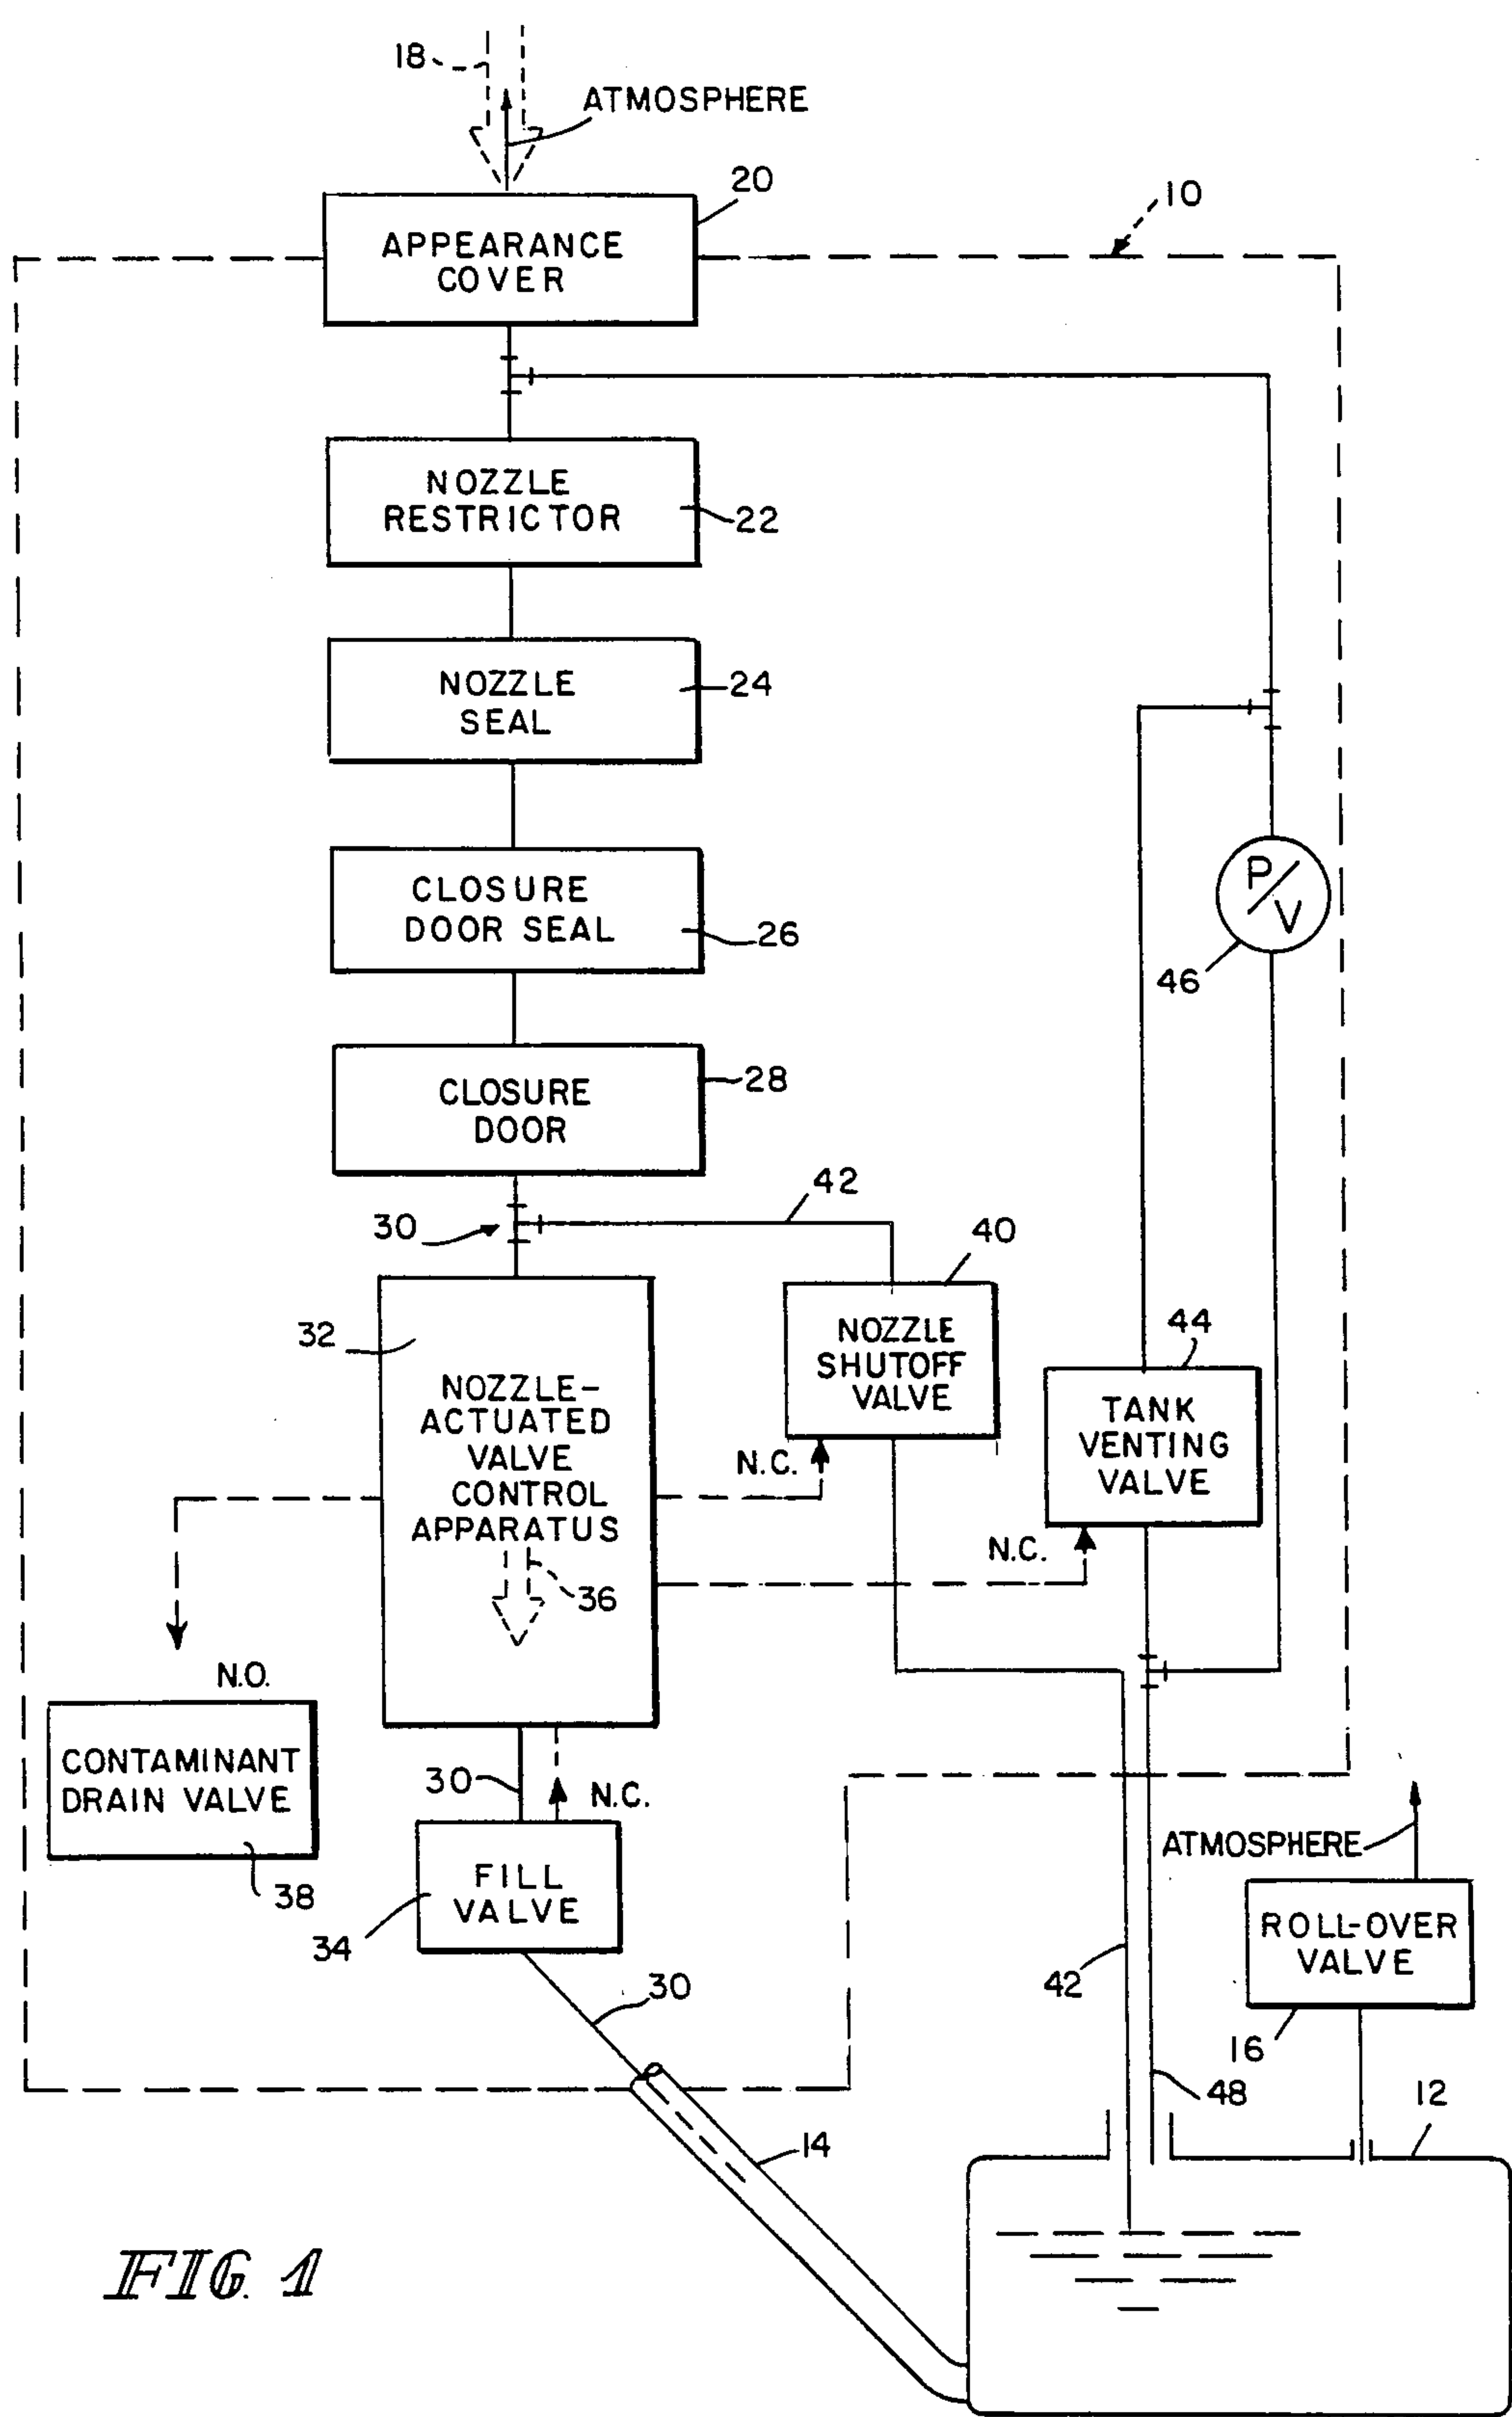 18
ATMOSPHERE
20
10
APPEARANCE
COVER
NOZZLE
RESTRICTOR
22
NOZZLE
SEAL
24
P/V
46
CLOSURE
DOOR SEAL
26
CLOSURE
DOOR
28
42
30
40
32
NOZZLE
SHUTOFF
VALVE
44
NOZZLE-
ACTUATED
VALVE
CONTROL
APPARATUS
36
N.C.
TANK
VENTING
VALVE
N.C.
N.O.
CONTAMINANT
DRAIN VALVE
38
30
N.C.
FILL
VALVE
34
ATMOSPHERE
ROLL-OVER
VALVE
16
30
42
48
12
14
FIG. 1